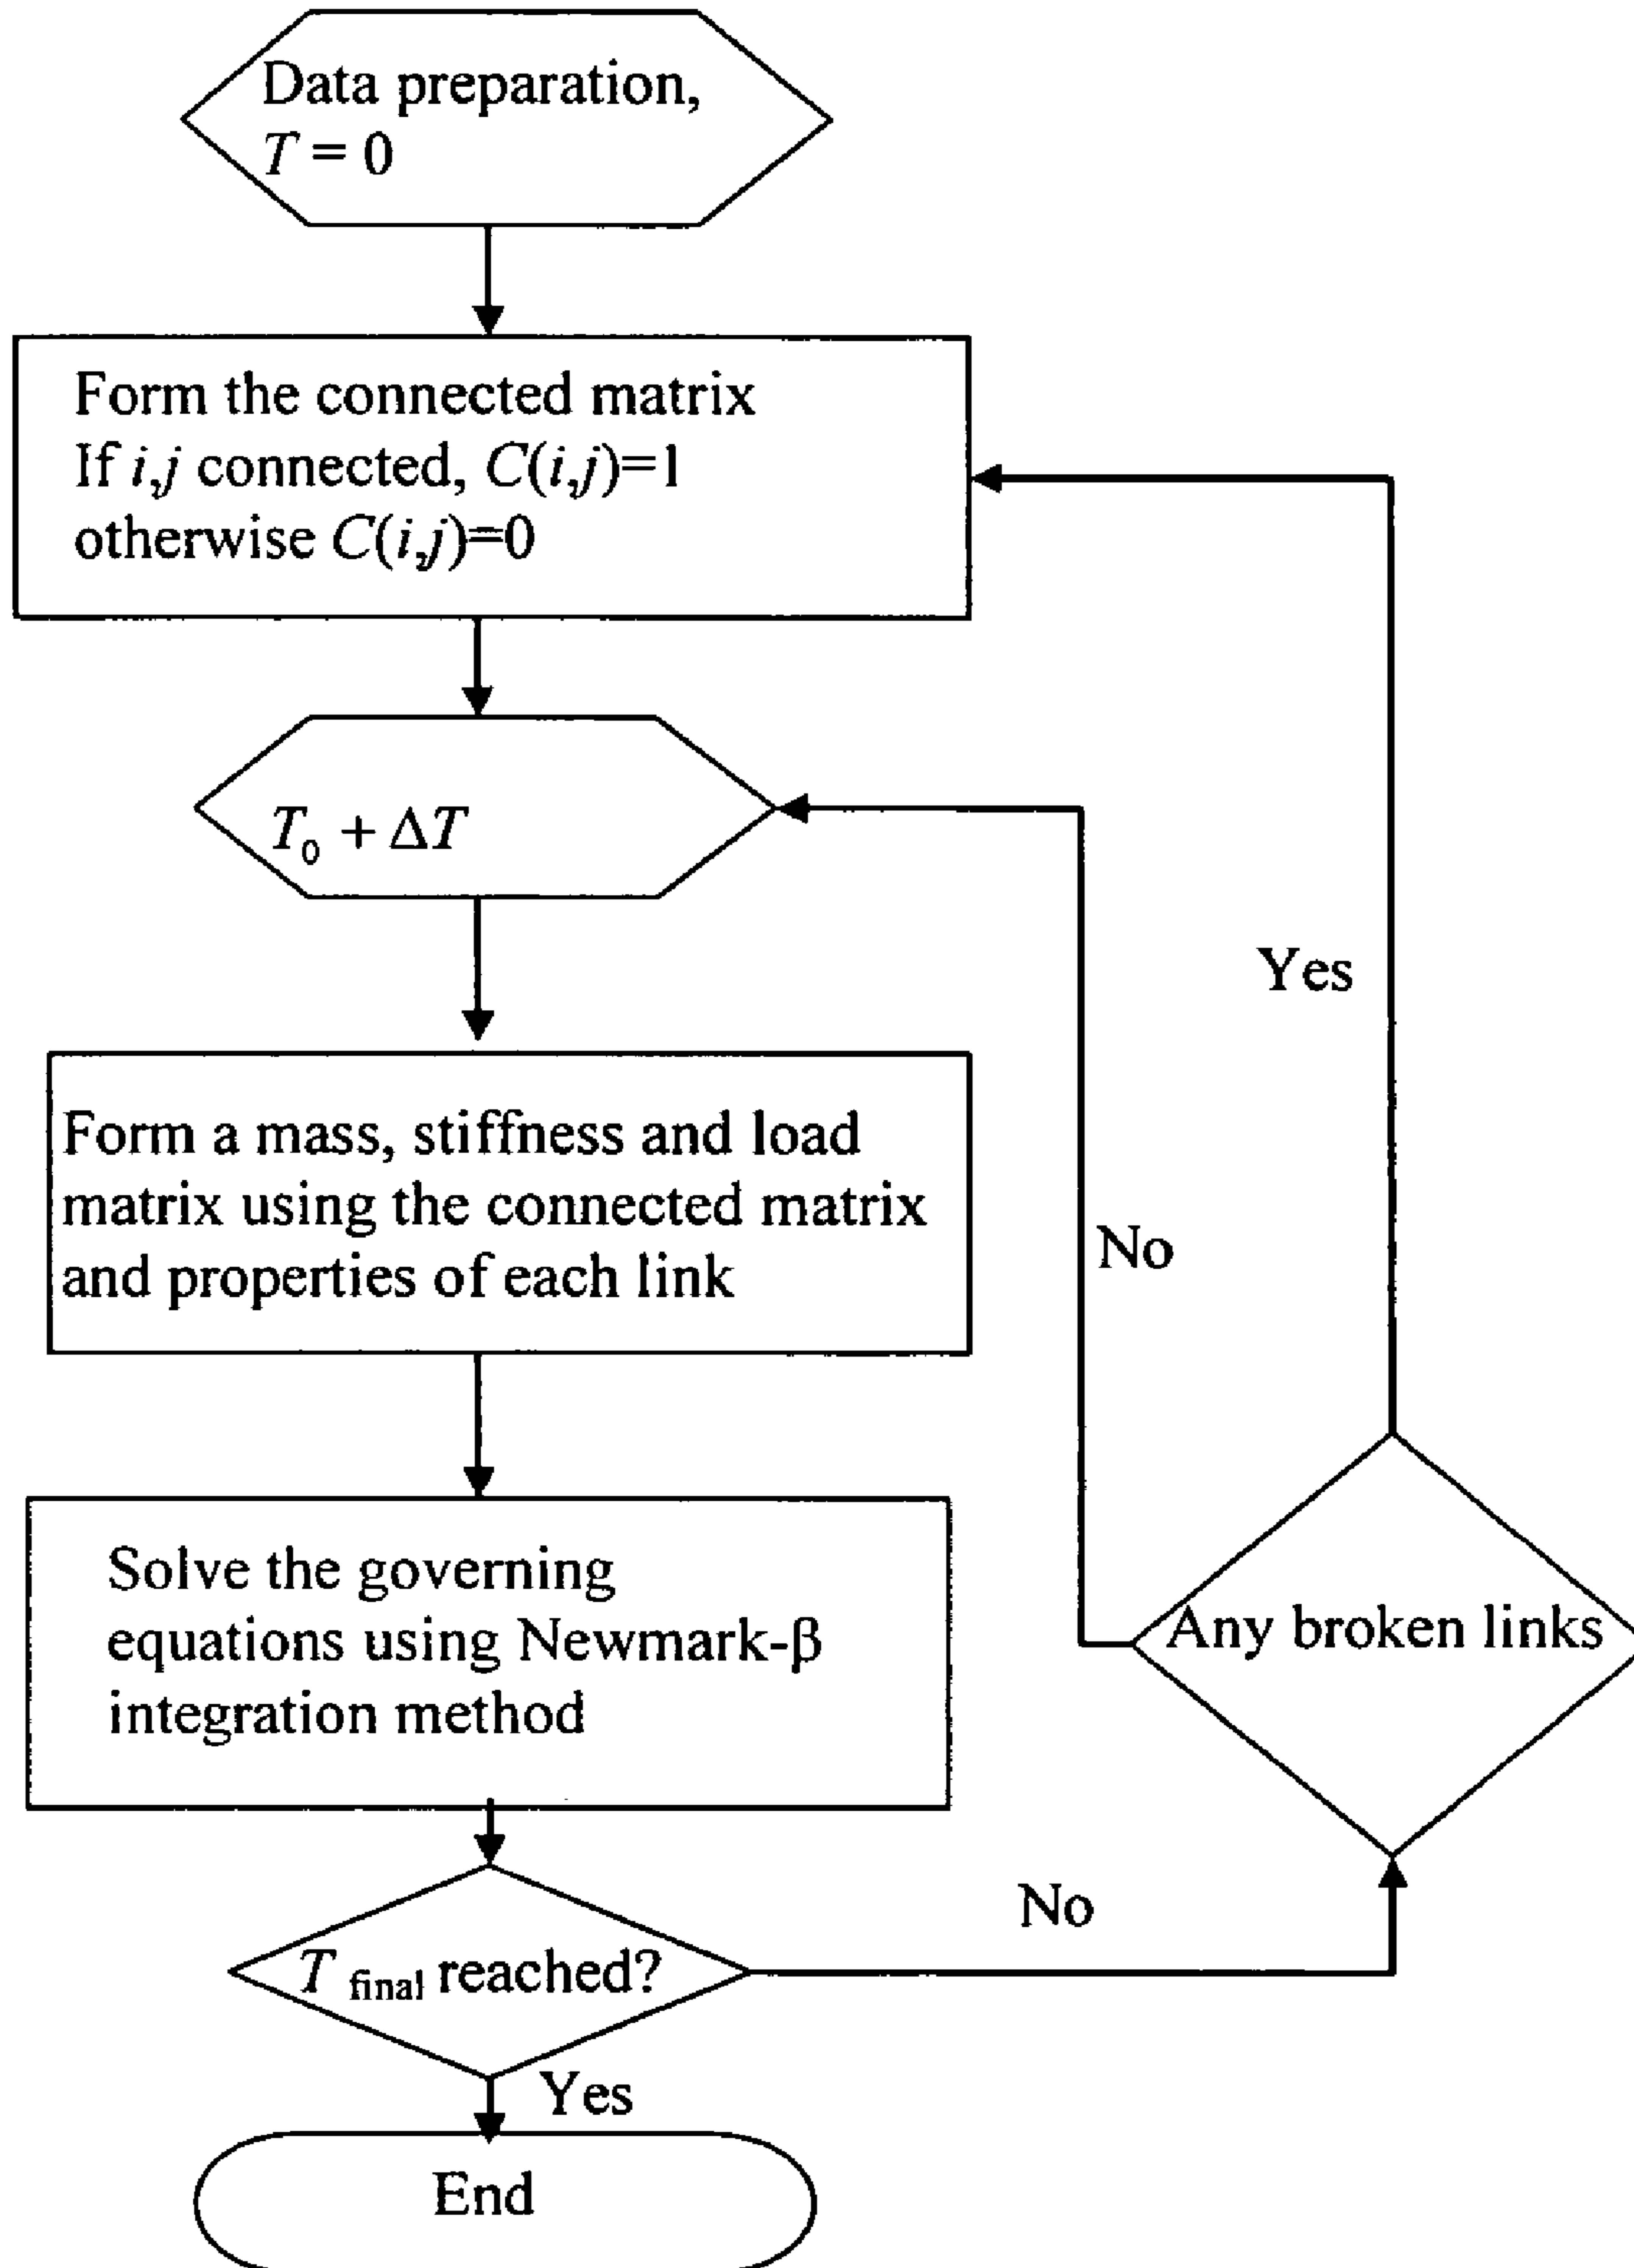 Data preparation,
T = 0
Form the connected matrix
If i,j connected, C(i,j)=1
otherwise C(i,j)=0
T₀ + ΔT
Yes
No
Form a mass, stiffness and load
matrix using the connected matrix
and properties of each link
Solve the governing
equations using Newmark-β
integration method
Any broken links
No
T final reached?
Yes
End